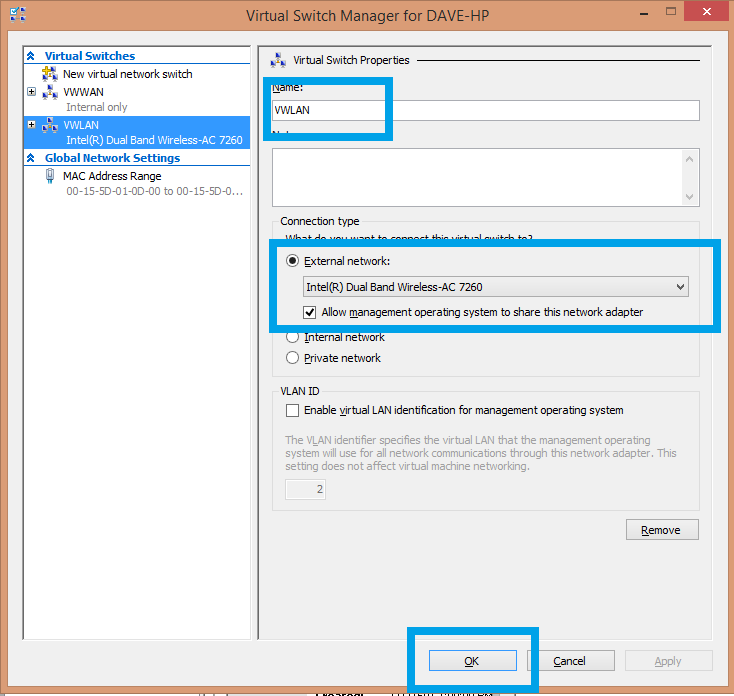 Virtual Switch Manager for DAVE-HP
Virtual Switches
New virtual network switch
VWWAN
Internal only
VWLAN
Intel(R) Dual Band Wireless-AC 7260
Global Network Settings
MAC Address Range
00-15-5D-01-0D-00 to 00-15-5D-0...
Virtual Switch Properties
Name:
VWLAN
Connection type
What do you want to connect this virtual switch to?
External network:
Intel(R) Dual Band Wireless-AC 7260
Allow management operating system to share this network adapter
Internal network
Private network
VLAN ID
Enable virtual LAN identification for management operating system
The VLAN identifier specifies the virtual LAN that the management operating
system will use for all network communications through this network adapter. This
setting does not affect virtual machine networking.
2
Remove
OK
Cancel
Apply